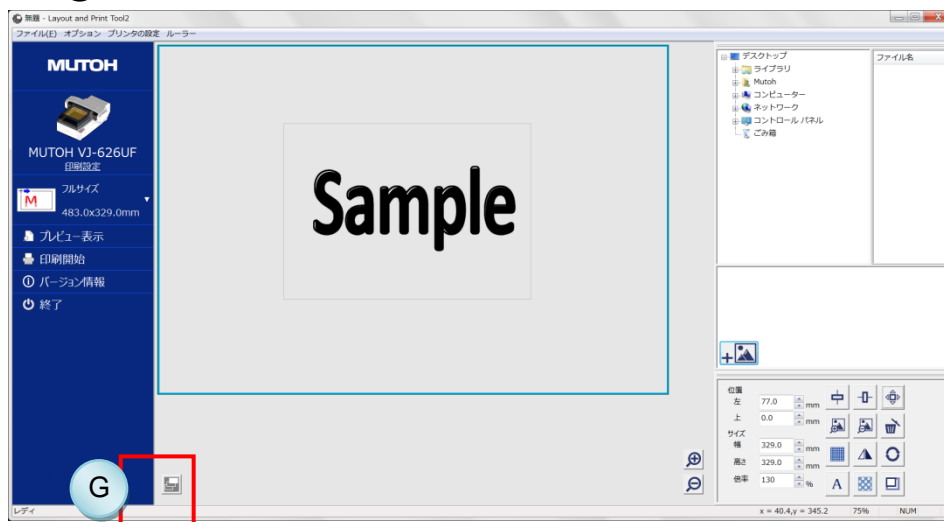 無題 - Layout and Print Tool2
ファイル(F) オプション プリンタの設定 ルーラー
MUTOH
MUTOH VJ-626UF
印刷設定
M
フルサイズ
483.0x329.0mm
プレビュー表示
印刷開始
バージョン情報
終了
Sample
デスクトップ
ライブラリ
Mutoh
コンピューター
ネットワーク
コントロール パネル
ごみ箱
ファイル名
位置
左 77.0 mm
上 0.0 mm
サイズ
幅 329.0 mm
高さ 329.0 mm
倍率 130 %
A
G
レディ
x = 40.4,y = 345.2 75% NUM